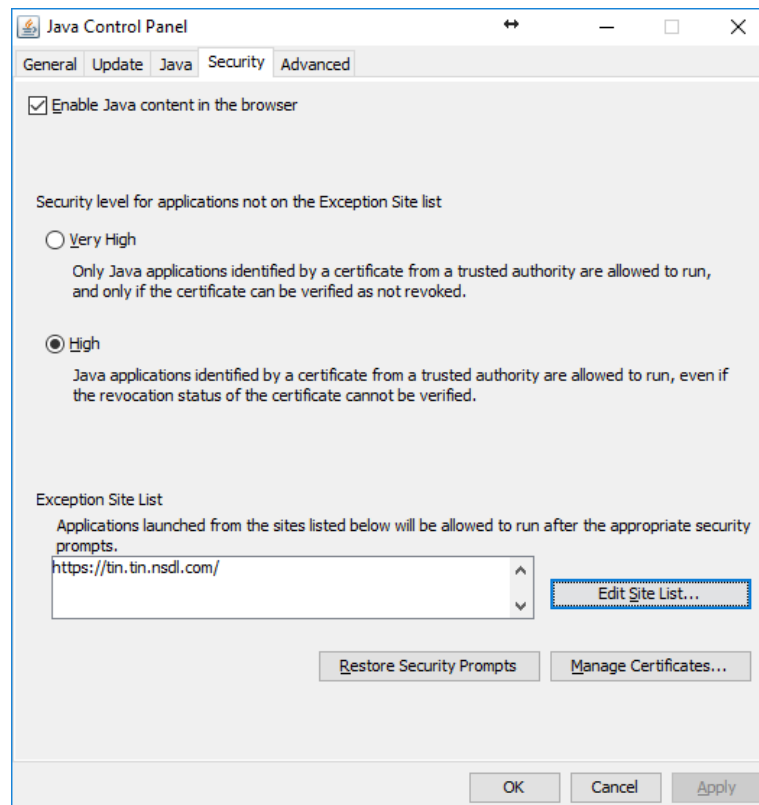 Java Control Panel
General Update Java Security Advanced
Enable Java content in the browser
Security level for applications not on the Exception Site list
Very High
Only Java applications identified by a certificate from a trusted authority are allowed to run,
and only if the certificate can be verified as not revoked.
High
Java applications identified by a certificate from a trusted authority are allowed to run, even if
the revocation status of the certificate cannot be verified.
Exception Site List
Applications launched from the sites listed below will be allowed to run after the appropriate security
prompts.
https://tin.tin.nsdl.com/
Edit Site List...
Restore Security Prompts Manage Certificates...
OK Cancel Apply